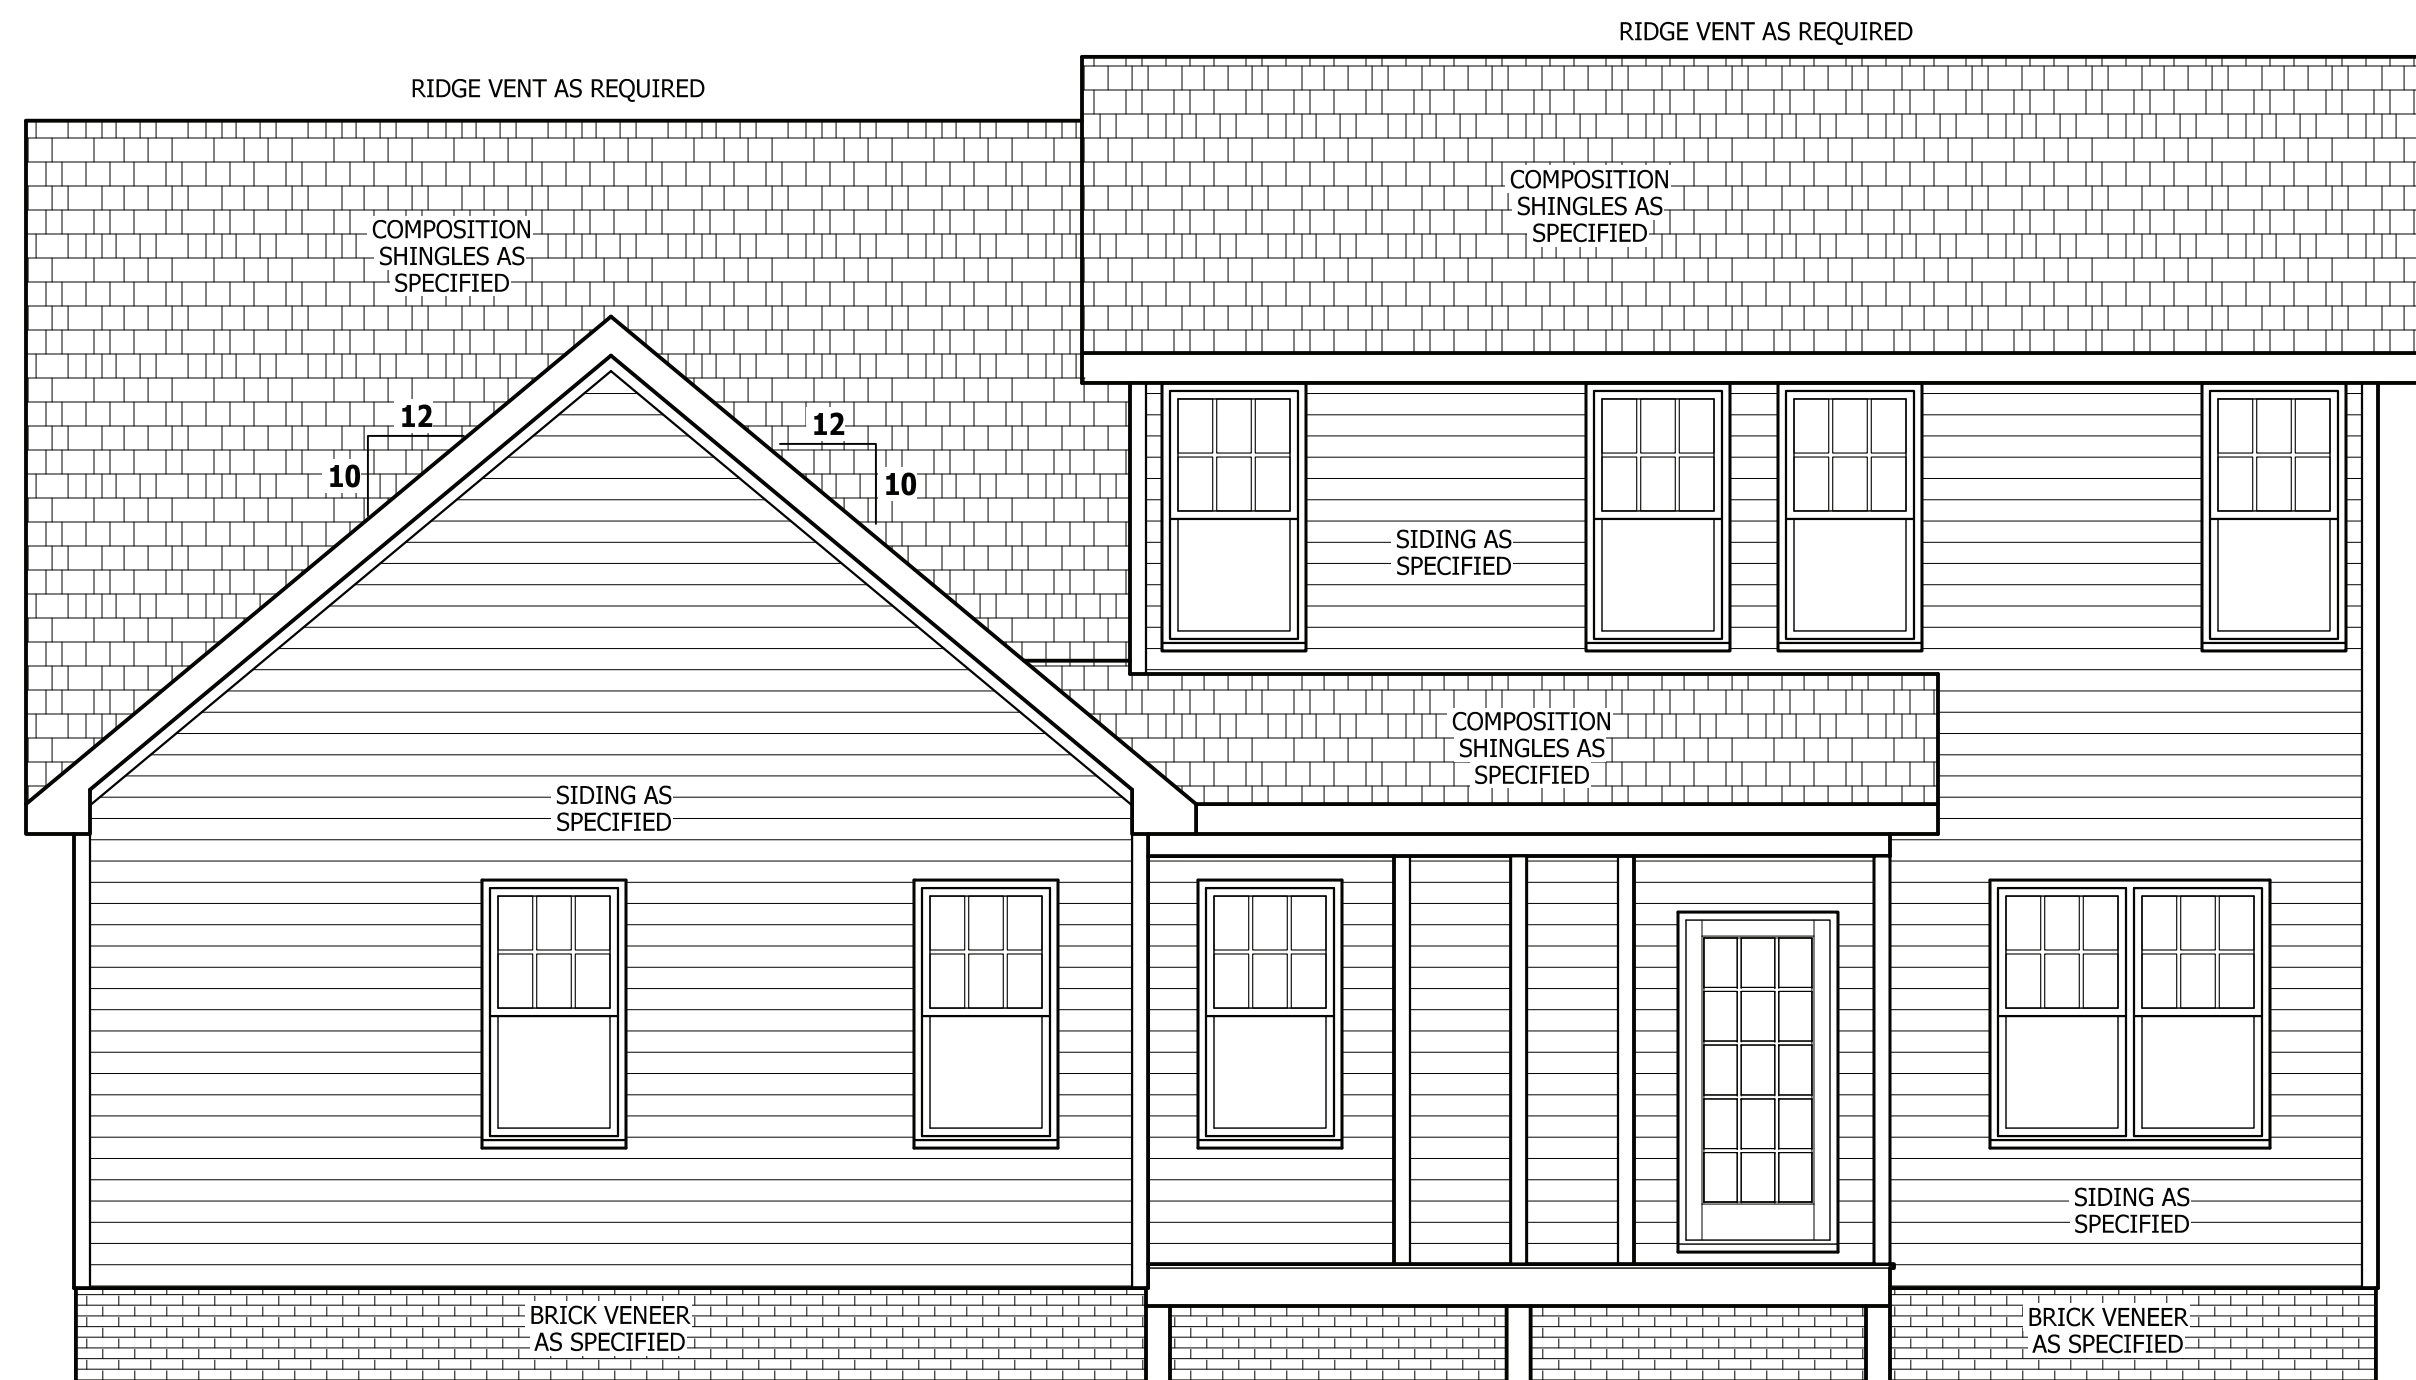 RIDGE VENT AS REQUIRED
RIDGE VENT AS REQUIRED
COMPOSITION
SHINGLES AS
SPECIFIED
COMPOSITION
SHINGLES AS
SPECIFIED
12
10
12
10
SIDING AS
SPECIFIED
COMPOSITION
SHINGLES AS
SPECIFIED
SIDING AS
SPECIFIED
SIDING AS
SPECIFIED
BRICK VENEER
AS SPECIFIED
BRICK VENEER
AS SPECIFIED